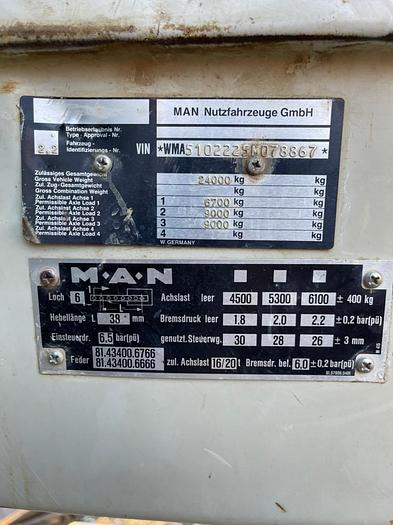 MAN Nutzfahrzeuge GmbH
Betriebserlaubnis Nr.
Type - Approval - Nr.
2.2 Fahrzeug - Identifizierungs - Nr. VIN *WMA5102225M078867*
Zulässiges Gesamtgewicht
Gross Vehicle Weight 24000 kg
Zul. Zug - Gesamtgewicht
Gross Combination Weight kg
Zul. Achslast Achse 1
Permissible Axle Load 1 1 6700 kg
Zul. Achslast Achse 2
Permissible Axle Load 2 2 9000 kg
Zul. Achslast Achse 3
Permissible Axle Load 3 3 9000 kg
Zul. Achslast Achse 4
Permissible Axle Load 4 4 kg
W. GERMANY
M·A·N
Loch 6 Achslast leer 4500 5300 6100 ± 400 kg
Hebellänge L 38 mm Bremsdruck leer 1.8 2.0 2.2 ±0,2 bar(pü)
Einsteuerdr. 6,5 bar(pü) genutzt. Steuerwg. 30 28 26 ± 3 mm
Feder 81.43400.6766
81.43400.6666 zul. Achslast 16/20 t Bremsdr. bel. 6.0 ±0,2 bar(pü)